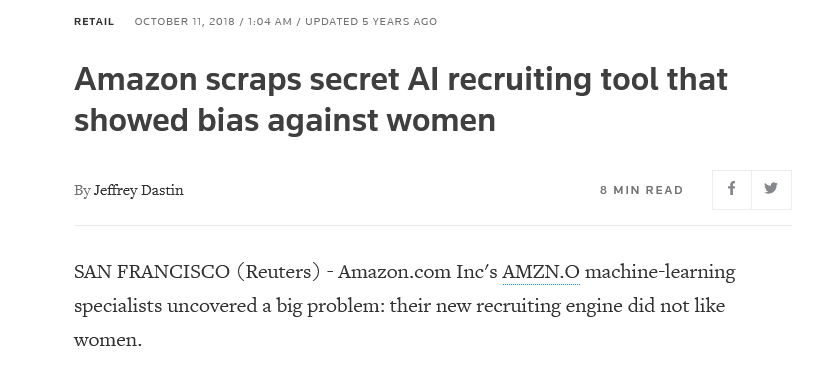 RETAIL OCTOBER 11, 2018 / 1:04 AM / UPDATED 5 YEARS AGO
Amazon scraps secret AI recruiting tool that
showed bias against women
By Jeffrey Dastin 8 MIN READ
SAN FRANCISCO (Reuters) - Amazon.com Inc's AMZN.O machine-learning
specialists uncovered a big problem: their new recruiting engine did not like
women.